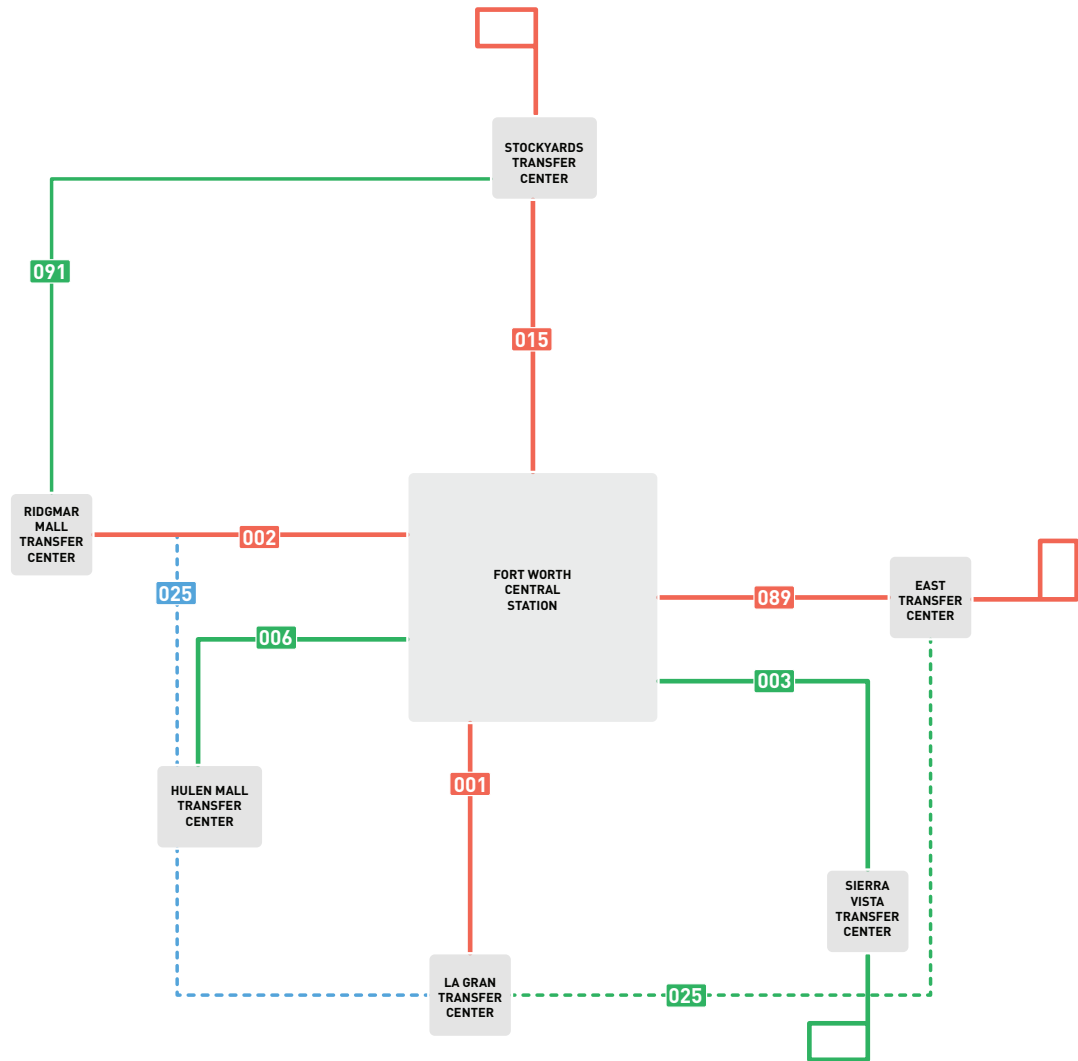 STOCKYARDS
TRANSFER
CENTER
091
015
RIDGMAR
MALL
TRANSFER
CENTER
002
FORT WORTH
CENTRAL
STATION
025
089
EAST
TRANSFER
CENTER
006
003
HULEN MALL
TRANSFER
CENTER
001
SIERRA
VISTA
TRANSFER
CENTER
LA GRAN
TRANSFER
CENTER
025